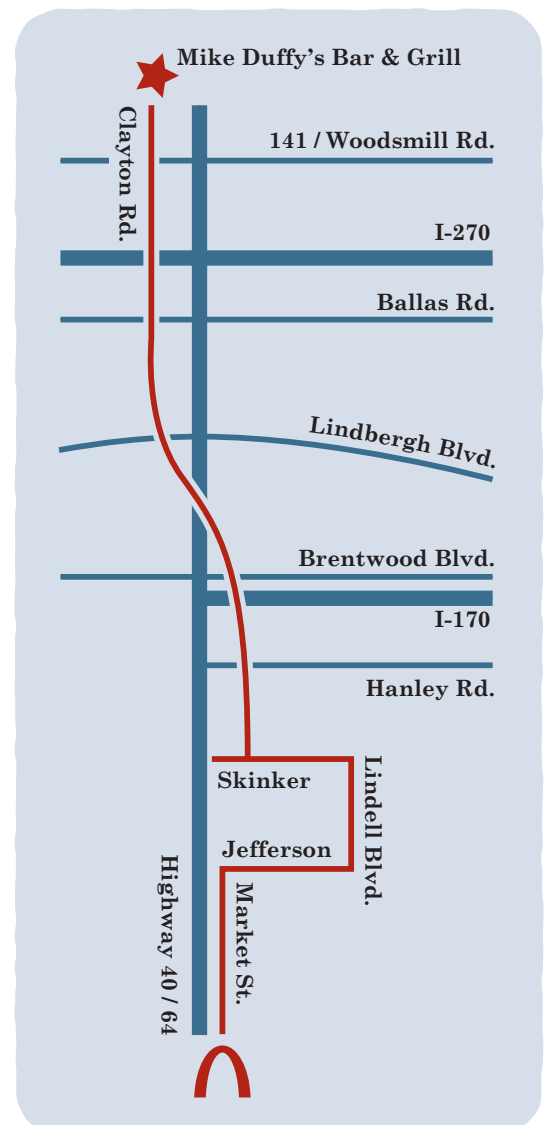 Mike Duffy's Bar & Grill
Clayton Rd.
141 / Woodsmill Rd.
I-270
Ballas Rd.
Lindbergh Blvd.
Brentwood Blvd.
I-170
Hanley Rd.
Skinker
Lindell Blvd.
Jefferson
Highway 40 / 64
Market St.